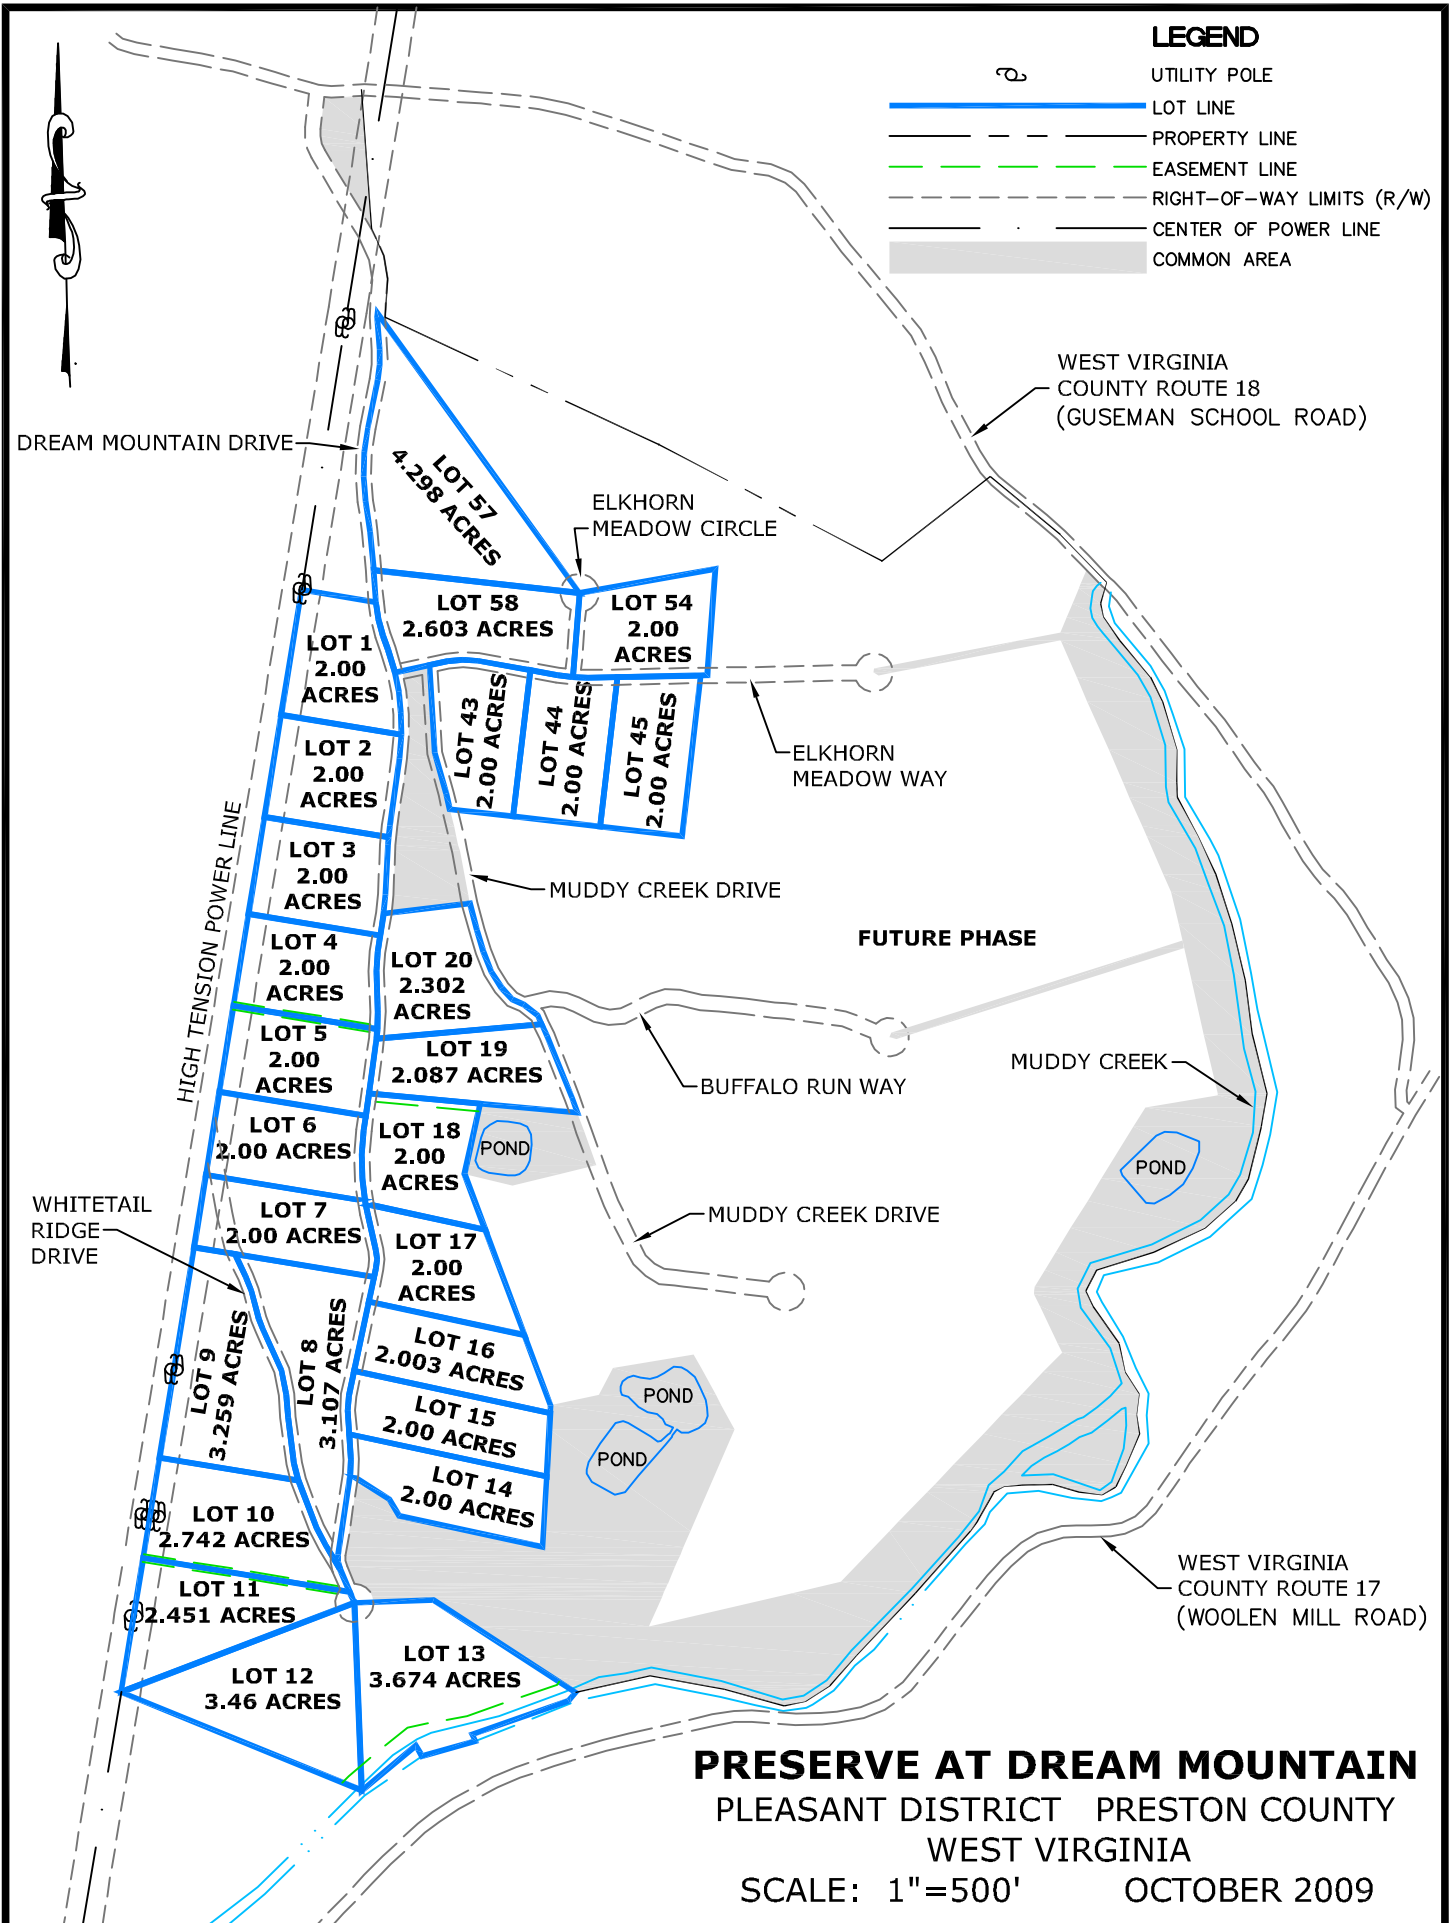 LEGEND
UTILITY POLE
LOT LINE
PROPERTY LINE
EASEMENT LINE
RIGHT-OF-WAY LIMITS (R/W)
CENTER OF POWER LINE
COMMON AREA
WEST VIRGINIA
COUNTY ROUTE 18
(GUSEMAN SCHOOL ROAD)
DREAM MOUNTAIN DRIVE
LOT 57
4.298 ACRES
ELKHORN
MEADOW CIRCLE
LOT 58
2.603 ACRES
LOT 54
2.00
ACRES
LOT 1
2.00
ACRES
LOT 43
2.00 ACRES
LOT 44
2.00 ACRES
LOT 45
2.00 ACRES
ELKHORN
MEADOW WAY
LOT 2
2.00
ACRES
HIGH TENSION POWER LINE
LOT 3
2.00
ACRES
MUDDY CREEK DRIVE
FUTURE PHASE
LOT 4
2.00
ACRES
LOT 20
2.302
ACRES
LOT 5
2.00
ACRES
LOT 19
2.087 ACRES
BUFFALO RUN WAY
MUDDY CREEK
LOT 6
2.00 ACRES
LOT 18
2.00
ACRES
POND
POND
WHITETAIL
RIDGE
DRIVE
LOT 7
2.00 ACRES
MUDDY CREEK DRIVE
LOT 17
2.00
ACRES
LOT 9
3.259 ACRES
LOT 8
3.107 ACRES
LOT 16
2.003 ACRES
POND
LOT 15
2.00 ACRES
POND
LOT 14
2.00 ACRES
LOT 10
2.742 ACRES
WEST VIRGINIA
COUNTY ROUTE 17
(WOOLEN MILL ROAD)
LOT 11
2.451 ACRES
LOT 13
3.674 ACRES
LOT 12
3.46 ACRES
PRESERVE AT DREAM MOUNTAIN
PLEASANT DISTRICT PRESTON COUNTY
WEST VIRGINIA
SCALE: 1"=500' OCTOBER 2009